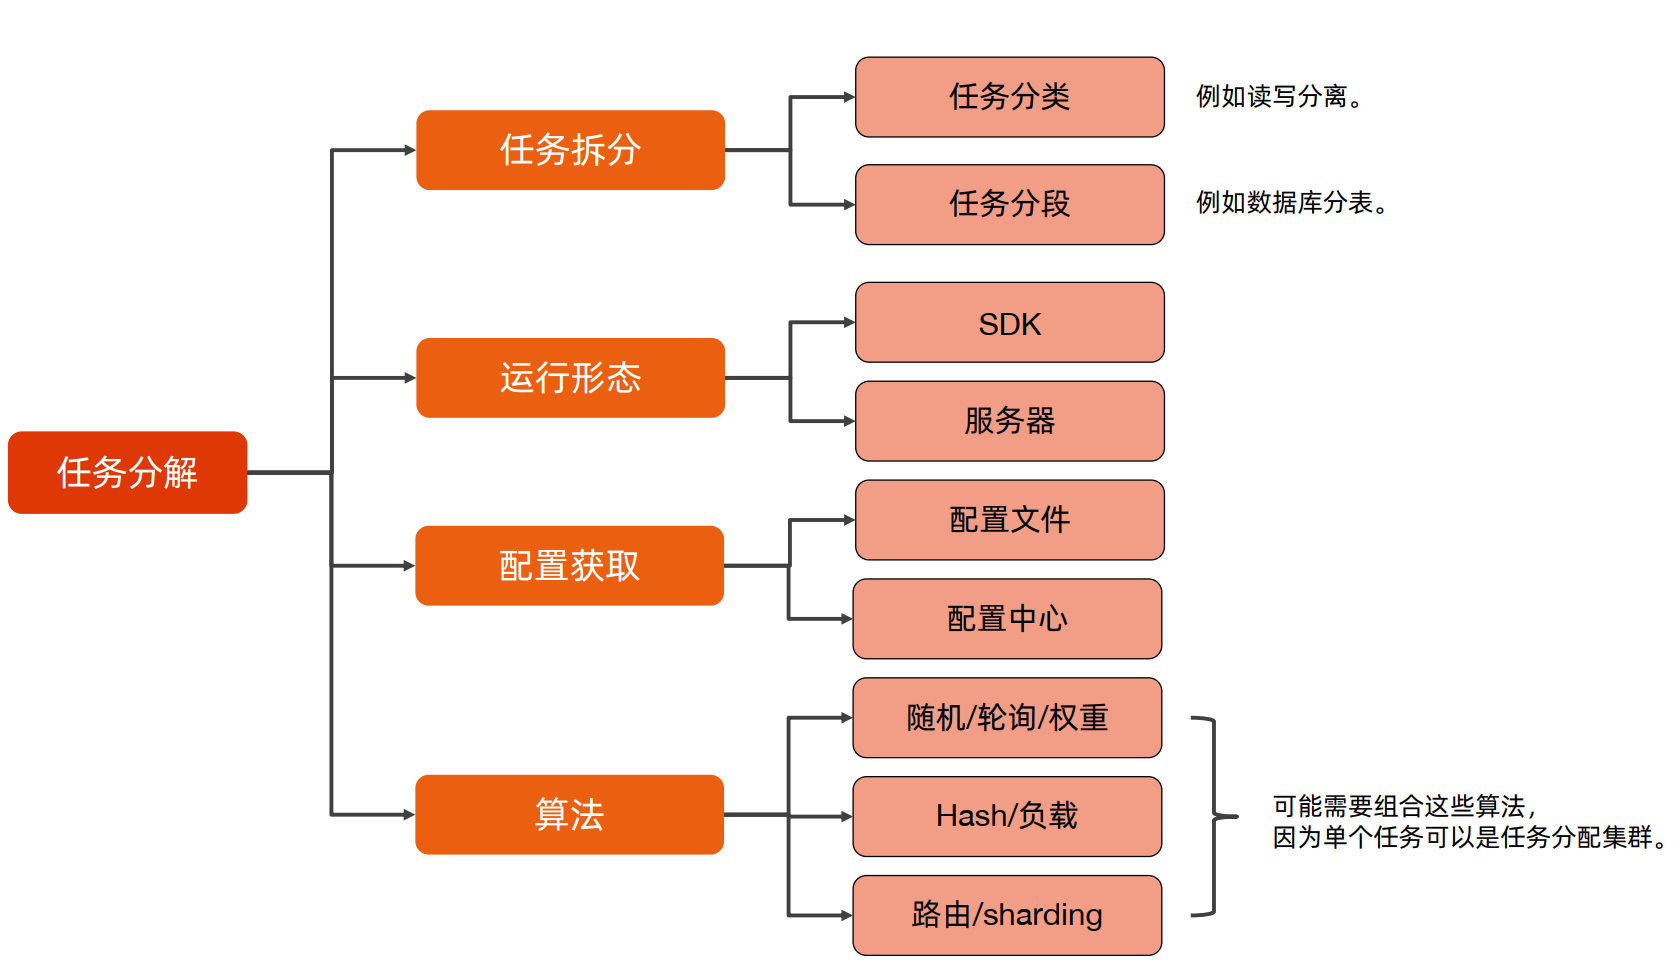 任务分解
任务拆分
任务分类
例如读写分离。
任务分段
例如数据库分表。
运行形态
SDK
服务器
配置获取
配置文件
配置中心
算法
随机/轮询/权重
Hash/负载
路由/sharding
可能需要组合这些算法，
因为单个任务可以是任务分配集群。